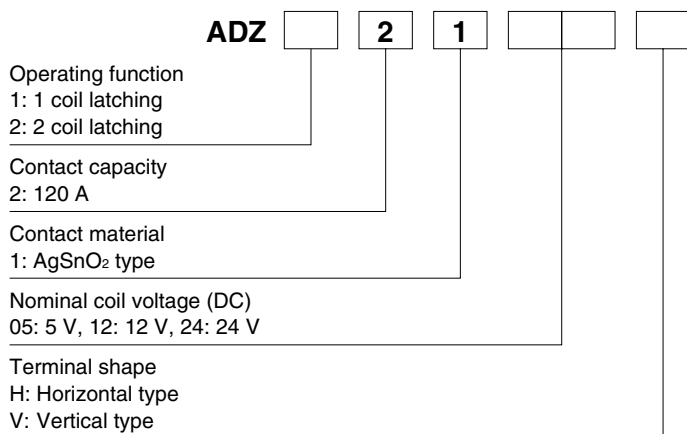 ADZ 2 1
Operating function
1: 1 coil latching
2: 2 coil latching
Contact capacity
2: 120 A
Contact material
1: AgSnO₂ type
Nominal coil voltage (DC)
05: 5 V, 12: 12 V, 24: 24 V
Terminal shape
H: Horizontal type
V: Vertical type